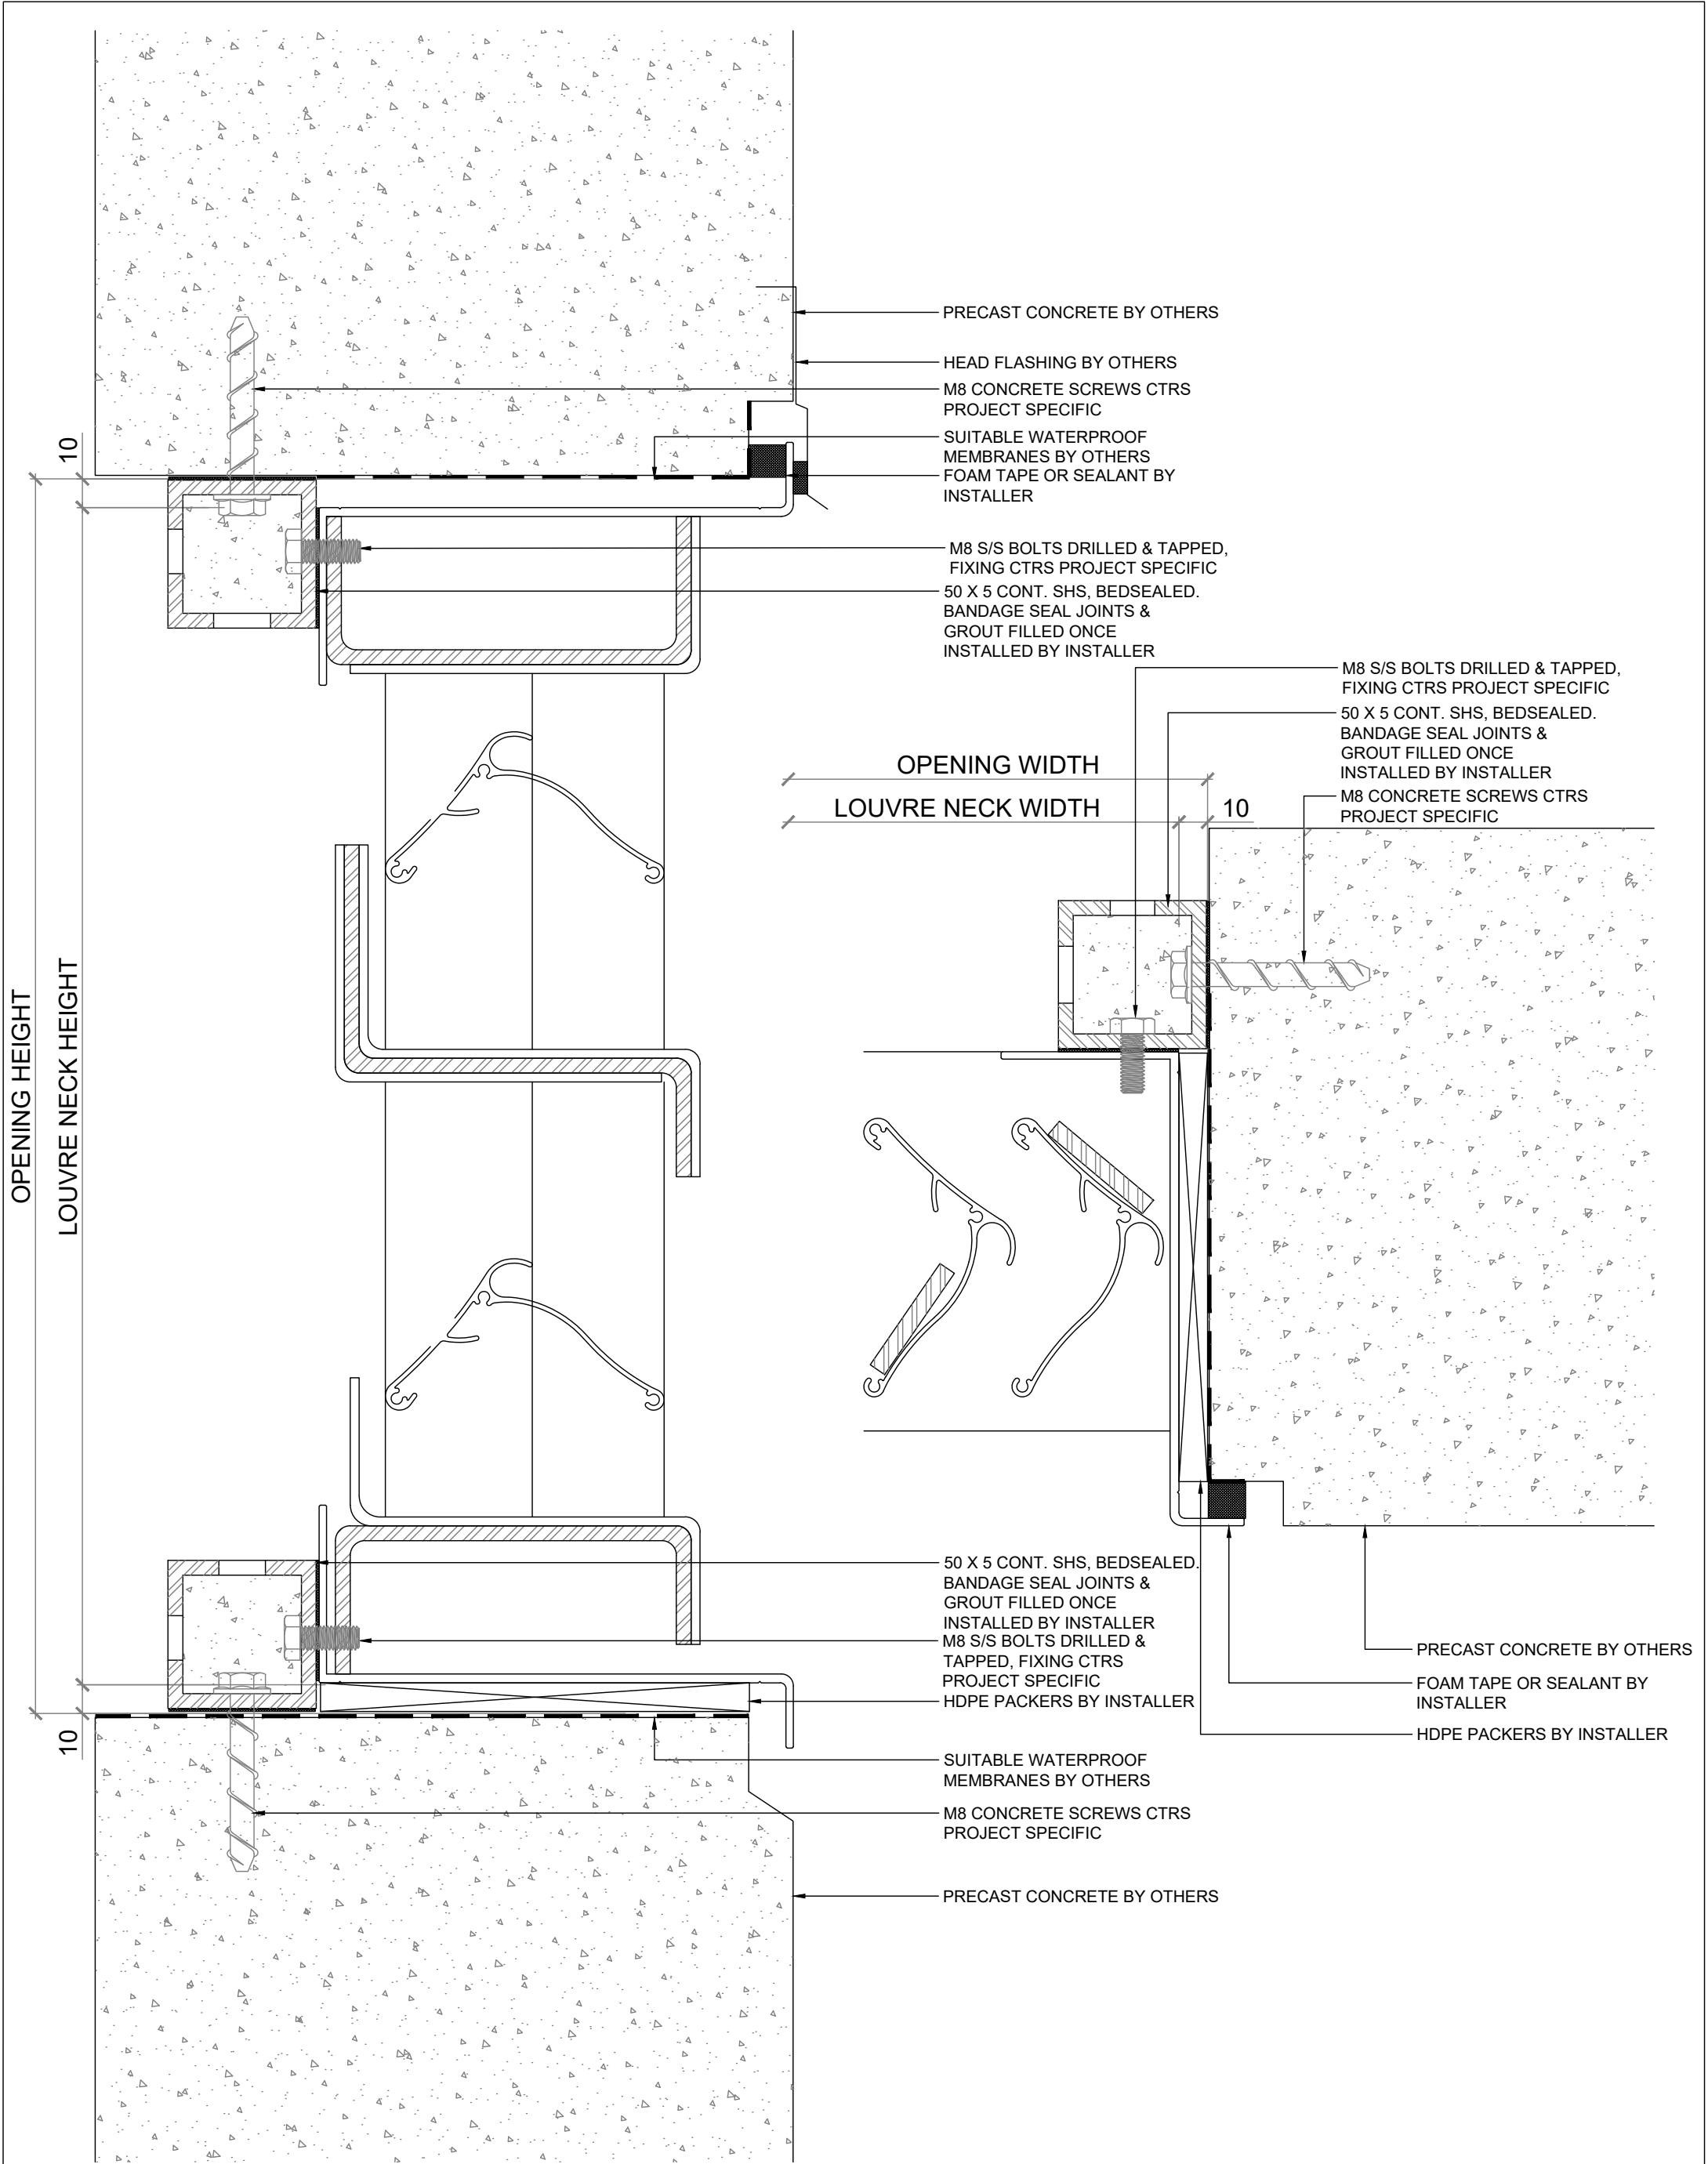 PRECAST CONCRETE BY OTHERS
HEAD FLASHING BY OTHERS
M8 CONCRETE SCREWS CTRS
PROJECT SPECIFIC
SUITABLE WATERPROOF
MEMBRANES BY OTHERS
FOAM TAPE OR SEALANT BY
INSTALLER
10
M8 S/S BOLTS DRILLED & TAPPED,
FIXING CTRS PROJECT SPECIFIC
50 X 5 CONT. SHS, BEDSEALED.
BANDAGE SEAL JOINTS &
GROUT FILLED ONCE
INSTALLED BY INSTALLER
M8 S/S BOLTS DRILLED & TAPPED,
FIXING CTRS PROJECT SPECIFIC
50 X 5 CONT. SHS, BEDSEALED.
BANDAGE SEAL JOINTS &
GROUT FILLED ONCE
INSTALLED BY INSTALLER
M8 CONCRETE SCREWS CTRS
PROJECT SPECIFIC
OPENING WIDTH
LOUVRE NECK WIDTH
10
OPENING HEIGHT
LOUVRE NECK HEIGHT
50 X 5 CONT. SHS, BEDSEALED.
BANDAGE SEAL JOINTS &
GROUT FILLED ONCE
INSTALLED BY INSTALLER
M8 S/S BOLTS DRILLED &
TAPPED, FIXING CTRS
PROJECT SPECIFIC
HDPE PACKERS BY INSTALLER
10
SUITABLE WATERPROOF
MEMBRANES BY OTHERS
M8 CONCRETE SCREWS CTRS
PROJECT SPECIFIC
PRECAST CONCRETE BY OTHERS
PRECAST CONCRETE BY OTHERS
FOAM TAPE OR SEALANT BY
INSTALLER
HDPE PACKERS BY INSTALLER